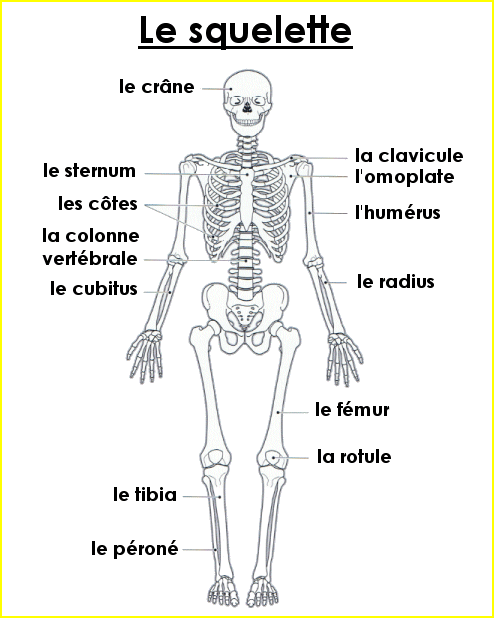 Le squelette
le crâne
la clavicule
le sternum
l'omoplate
les côtes
l'humérus
la colonne
vertébrale
le cubitus
le radius
le fémur
la rotule
le tibia
le péroné